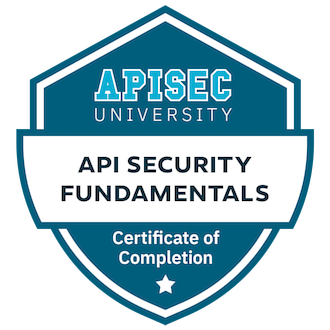 APISEC
UNIVERSITY
API SECURITY
FUNDAMENTALS
Certificate of
Completion